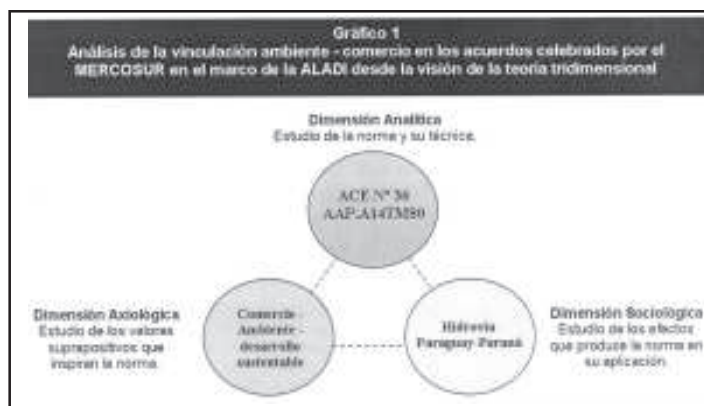 Gráfico 1
Análisis de la vinculación ambiente - comercio en los acuerdos celebrados por el
MERCOSUR en el marco de la ALADI desde la visión de la teoría tridimensional
Dimensión Analítica
Estudio de la norma y su técnica.
ACE Nº 36
AAP.A14TM80
Dimensión Axiológica
Estudio de los valores
suprapositivos que
inspiran la norma.
Comercio
Ambiente -
desarrollo
sustentable
Hidrovía
Paraguay-Paraná
Dimensión Sociológica
Estudio de los efectos
que produce la norma en
su aplicación.